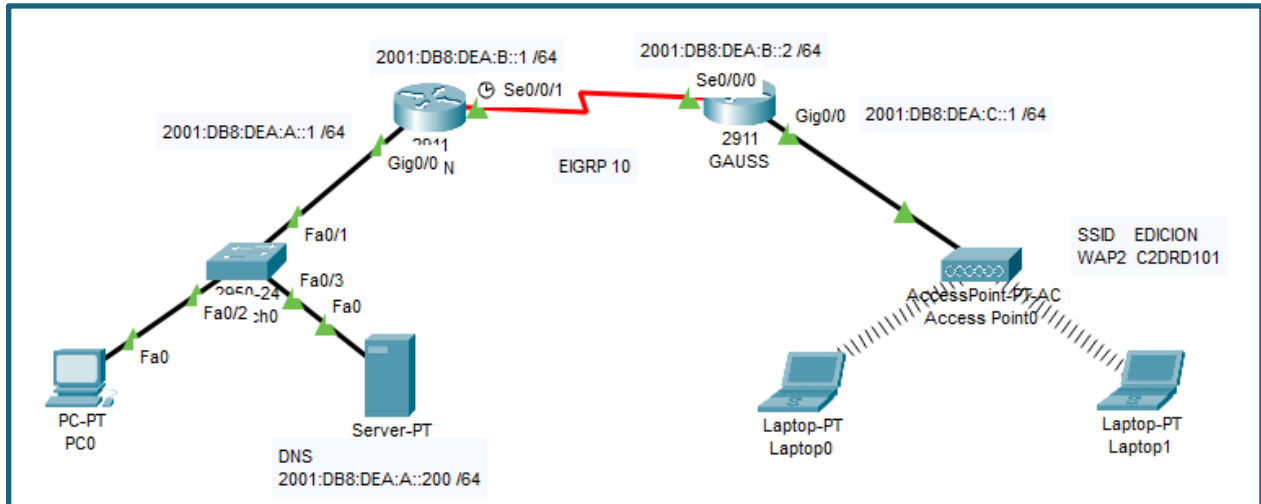 2001:DB8:DEA:B::1 /64
2001:DB8:DEA:B::2 /64
Se0/0/1
Se0/0/0
2001:DB8:DEA:A::1 /64
Gig0/0
2001:DB8:DEA:C::1 /64
2911
Gig0/0 N
2911
GAUSS
EIGRP 10
Fa0/1
SSID EDICION
WAP2 C2DRD101
Fa0/3
2950-24
Fa0/2 ch0
Fa0
AccessPoint-PT-AC
Access Point0
Fa0
PC-PT
PC0
Server-PT
DNS
2001:DB8:DEA:A::200 /64
Laptop-PT
Laptop0
Laptop-PT
Laptop1